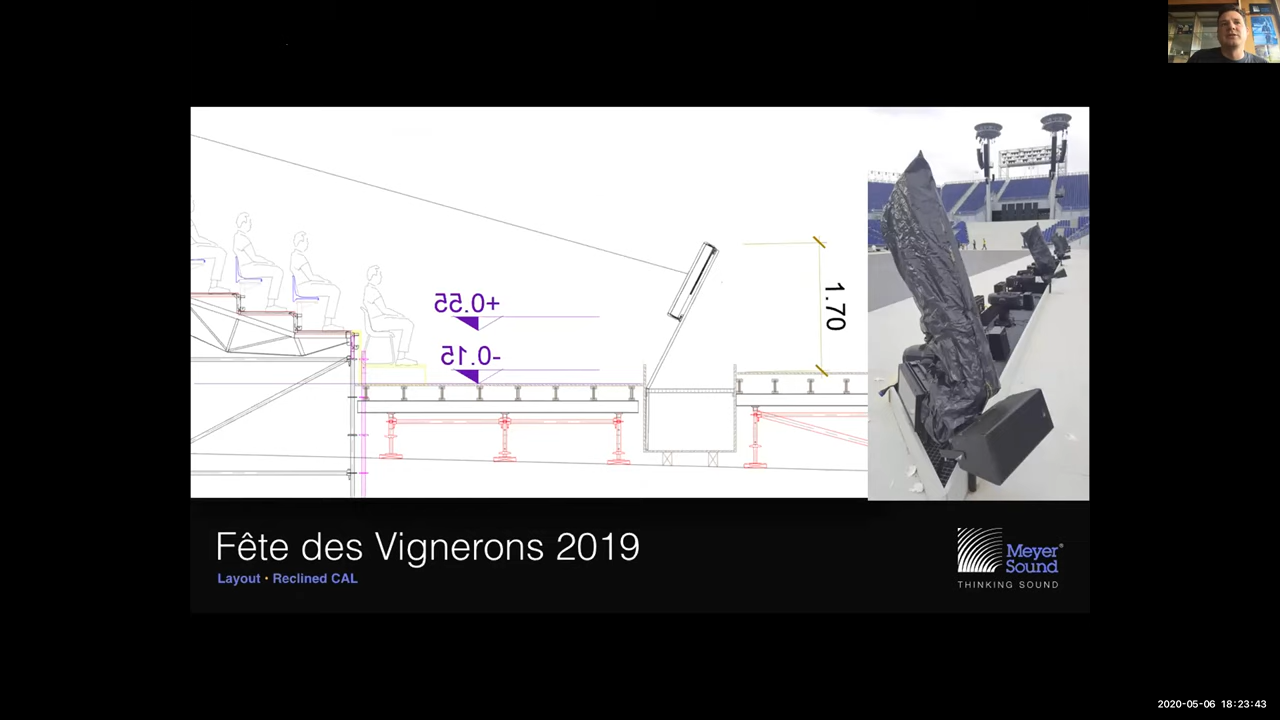 +0.55
-0.15
1.70
Fête des Vignerons 2019
Layout • Reclined CAL
Meyer®
Sound
THINKING SOUND
2020-05-06 18:23:43